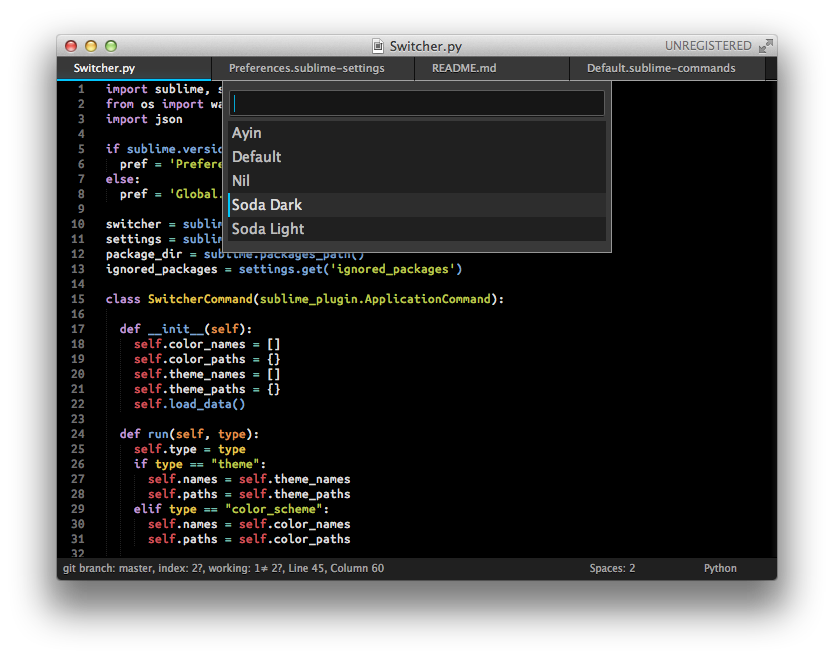 Switcher.py
UNREGISTERED
Switcher.py Preferences.sublime-settings README.md Default.sublime-commands
Ayin
Default
Nil
Soda Dark
Soda Light
1 import sublime, s
2 from os import wa
3 import json
4
5 if sublime.versio
6 pref = 'Prefere
7 else:
8 pref = 'Global.
9
10 switcher = sublim
11 settings = sublim
12 package_dir = sublime.packages_path()
13 ignored_packages = settings.get('ignored_packages')
14
15 class SwitcherCommand(sublime_plugin.ApplicationCommand):
16
17 def __init__(self):
18 self.color_names = []
19 self.color_paths = {}
20 self.theme_names = []
21 self.theme_paths = {}
22 self.load_data()
23
24 def run(self, type):
25 self.type = type
26 if type == "theme":
27 self.names = self.theme_names
28 self.paths = self.theme_paths
29 elif type == "color_scheme":
30 self.names = self.color_names
31 self.paths = self.color_paths
32
git branch: master, index: 2?, working: 1≠ 2?, Line 45, Column 60 Spaces: 2 Python